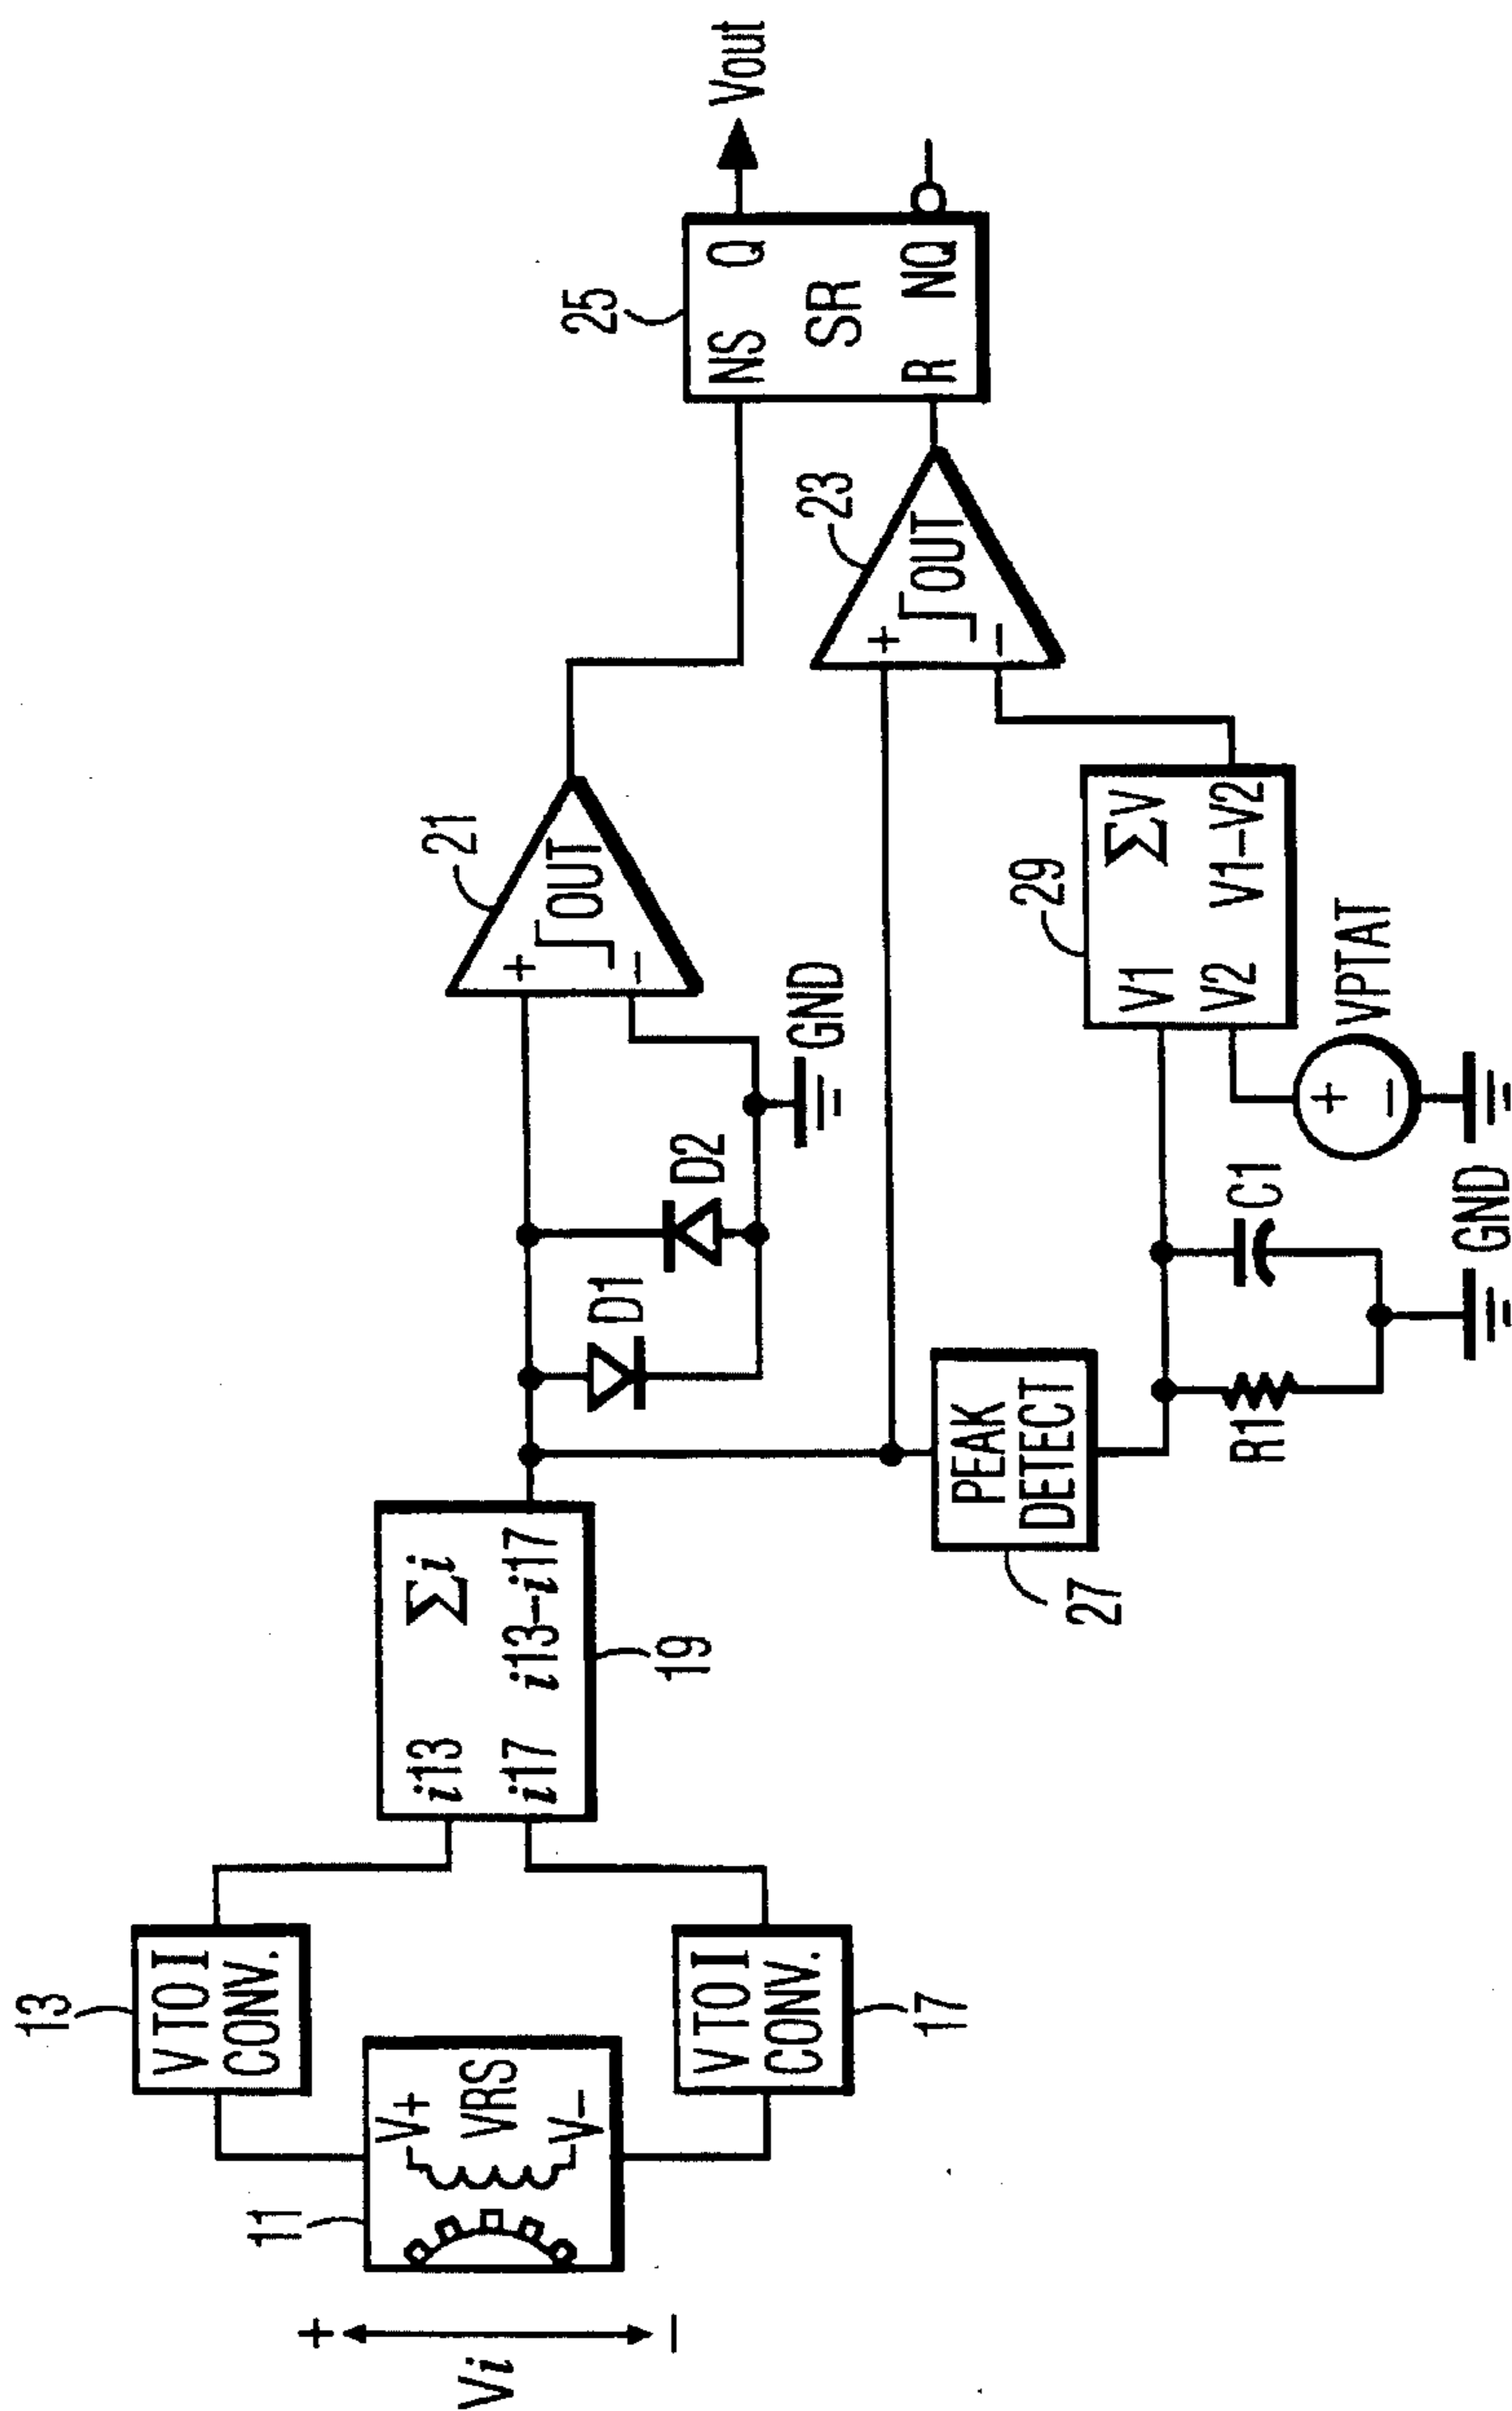 Vi
+
−
11
V+
VRS
V−
13
V TO I
CONV.
17
V TO I
CONV.
i13
Σi
i17
i13−i17
19
27
PEAK
DETECT
D1
D2
GND
21
+
−
OUT
R1
C1
GND
VPTAT
+
−
29
V1
ΣV
V2
V1−V2
23
+
−
OUT
25
NS
Q
SR
R
NQ
Vout